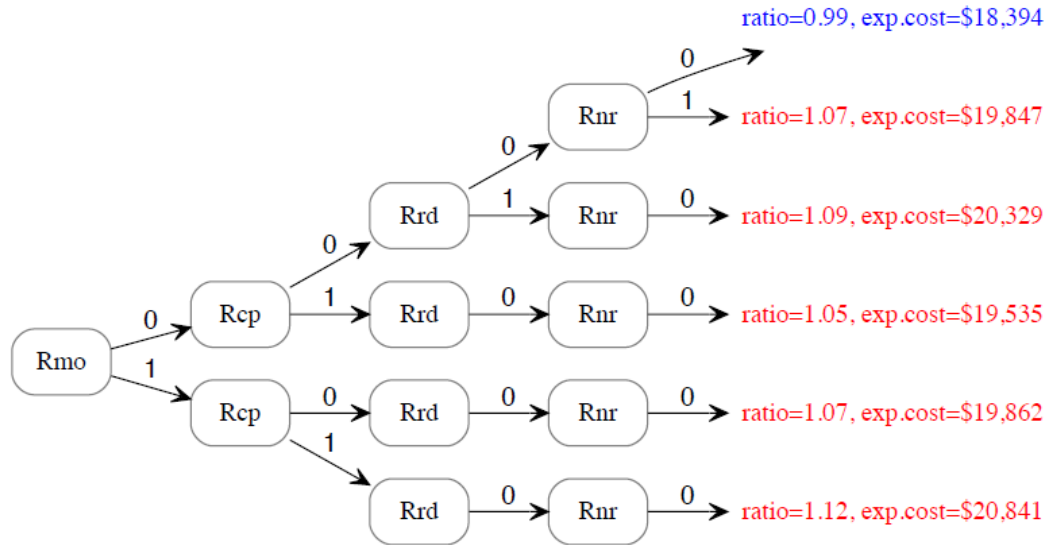 ratio=0.99, exp.cost=$18,394
0
1
Rnr
ratio=1.07, exp.cost=$19,847
0
Rrd
1
Rnr
0
ratio=1.09, exp.cost=$20,329
0
Rcp
1
Rrd
0
Rnr
0
ratio=1.05, exp.cost=$19,535
0
Rmo
1
Rcp
0
Rrd
0
Rnr
0
ratio=1.07, exp.cost=$19,862
1
Rrd
0
Rnr
0
ratio=1.12, exp.cost=$20,841